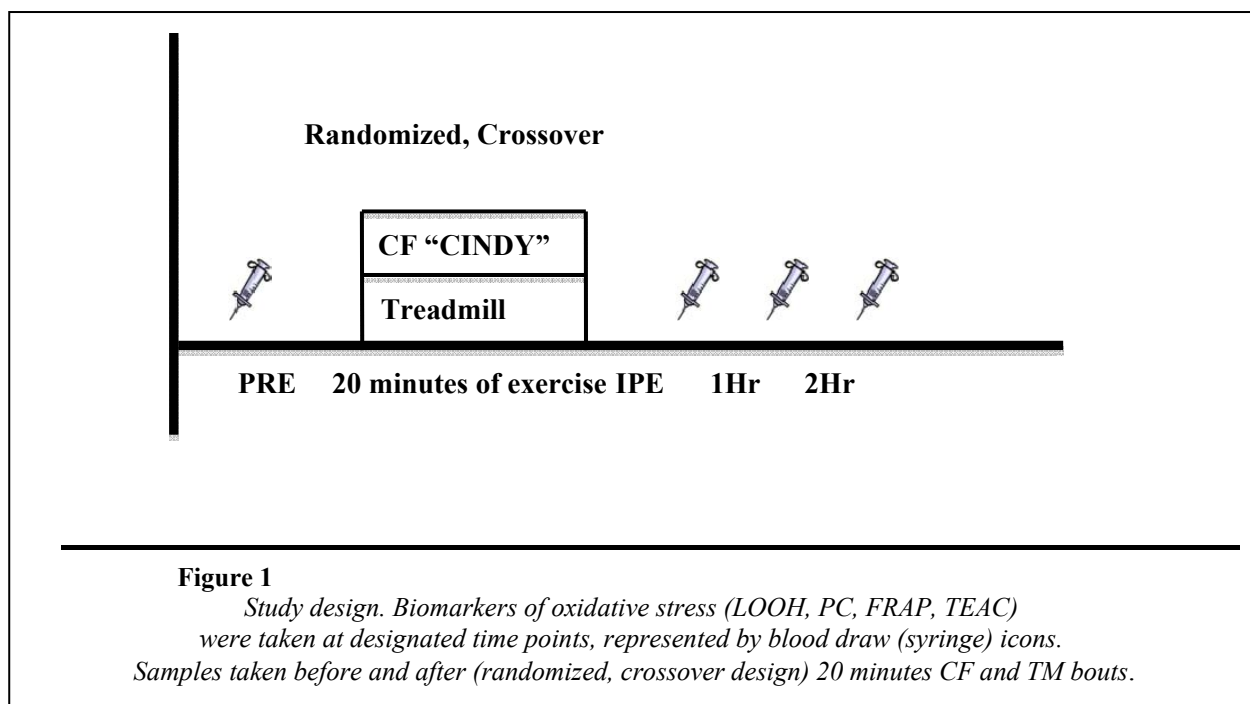 Randomized, Crossover
CF “CINDY”
Treadmill
PRE 20 minutes of exercise IPE 1Hr 2Hr
Figure 1
Study design. Biomarkers of oxidative stress (LOOH, PC, FRAP, TEAC)
were taken at designated time points, represented by blood draw (syringe) icons.
Samples taken before and after (randomized, crossover design) 20 minutes CF and TM bouts.